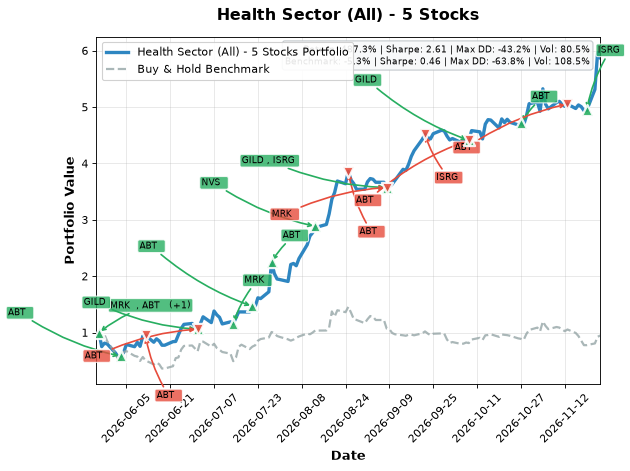 Health Sector (All) - 5 Stocks
Health Sector (All) - 5 Stocks Portfolio
Buy & Hold Benchmark
7.3% | Sharpe: 2.61 | Max DD: -43.2% | Vol: 80.5%
.3% | Sharpe: 0.46 | Max DD: -63.8% | Vol: 108.5%
ISRG
GILD
ABT
ABT
GILD , ISRG
ISRG
NVS
ABT
MRK
ABT
ABT
ABT
MRK
GILD
MRK , ABT (+1)
ABT
ABT
ABT
6
5
4
3
2
1
Portfolio Value
2026-06-05
2026-06-21
2026-07-07
2026-07-23
2026-08-08
2026-08-24
2026-09-09
2026-09-25
2026-10-11
2026-10-27
2026-11-12
Date